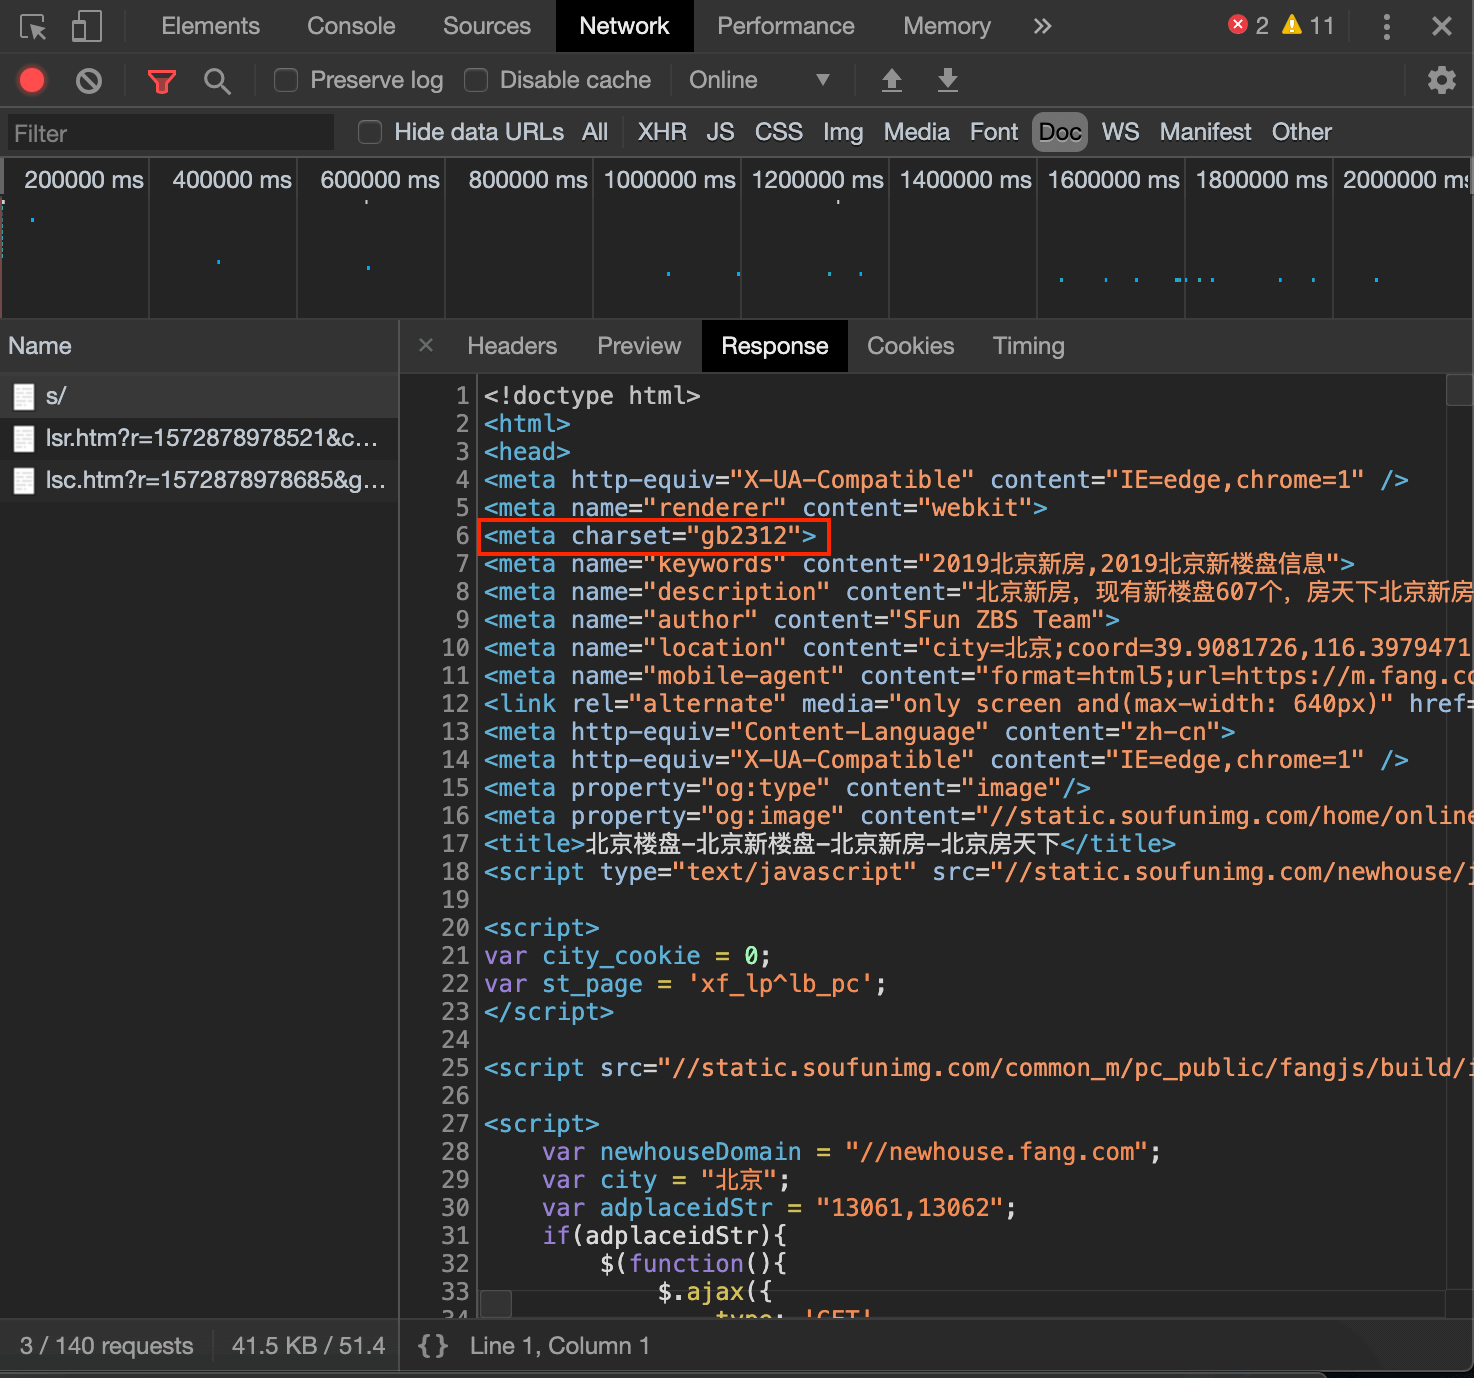 Elements Console Sources Network Performance Memory 2 11
Preserve log Disable cache Online
Filter Hide data URLs All XHR JS CSS Img Media Font Doc WS Manifest Other
200000 ms 400000 ms 600000 ms 800000 ms 1000000 ms 1200000 ms 1400000 ms 1600000 ms 1800000 ms 2000000 ms
Name
s/
lsr.htm?r=1572878978521&c...
lsc.htm?r=1572878978685&g...
Headers Preview Response Cookies Timing
1 <!doctype html>
2 <html>
3 <head>
4 <meta http-equiv="X-UA-Compatible" content="IE=edge,chrome=1" />
5 <meta name="renderer" content="webkit">
6 <meta charset="gb2312">
7 <meta name="keywords" content="2019北京新房,2019北京新楼盘信息">
8 <meta name="description" content="北京新房，现有新楼盘607个，房天下北京新房
9 <meta name="author" content="SFun ZBS Team">
10 <meta name="location" content="city=北京;coord=39.9081726,116.3979471
11 <meta name="mobile-agent" content="format=html5;url=https://m.fang.co
12 <link rel="alternate" media="only screen and(max-width: 640px)" href=
13 <meta http-equiv="Content-Language" content="zh-cn">
14 <meta http-equiv="X-UA-Compatible" content="IE=edge,chrome=1" />
15 <meta property="og:type" content="image"/>
16 <meta property="og:image" content="//static.soufunimg.com/home/online
17 <title>北京楼盘-北京新楼盘-北京新房-北京房天下</title>
18 <script type="text/javascript" src="//static.soufunimg.com/newhouse/j
19
20 <script>
21 var city_cookie = 0;
22 var st_page = 'xf_lp^lb_pc';
23 </script>
24
25 <script src="//static.soufunimg.com/common_m/pc_public/fangjs/build/i
26
27 <script>
28 var newhouseDomain = "//newhouse.fang.com";
29 var city = "北京";
30 var adplaceidStr = "13061,13062";
31 if(adplaceidStr){
32 $(function(){
33 $.ajax({
34 type: 'GET'
3 / 140 requests 41.5 KB / 51.4 {} Line 1, Column 1